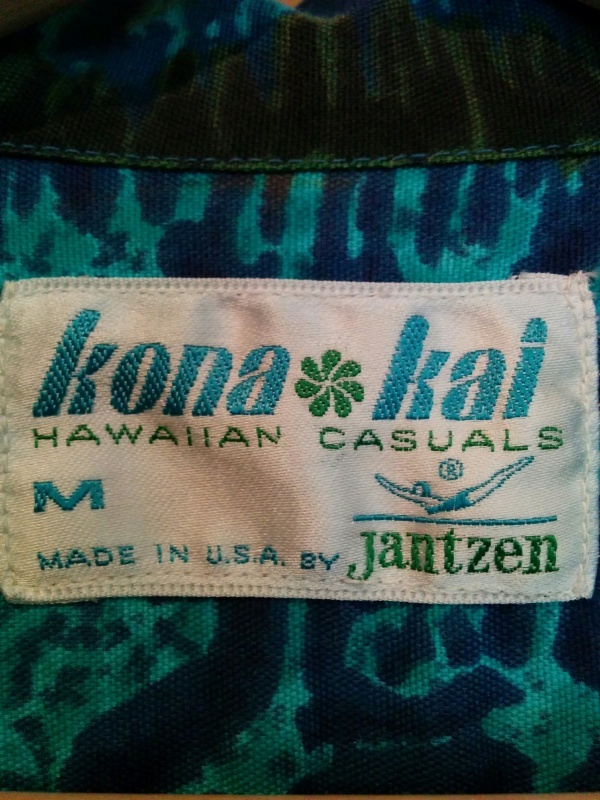 kona kai
HAWAIIAN CASUALS
®
M
MADE IN U.S.A. BY jantzen